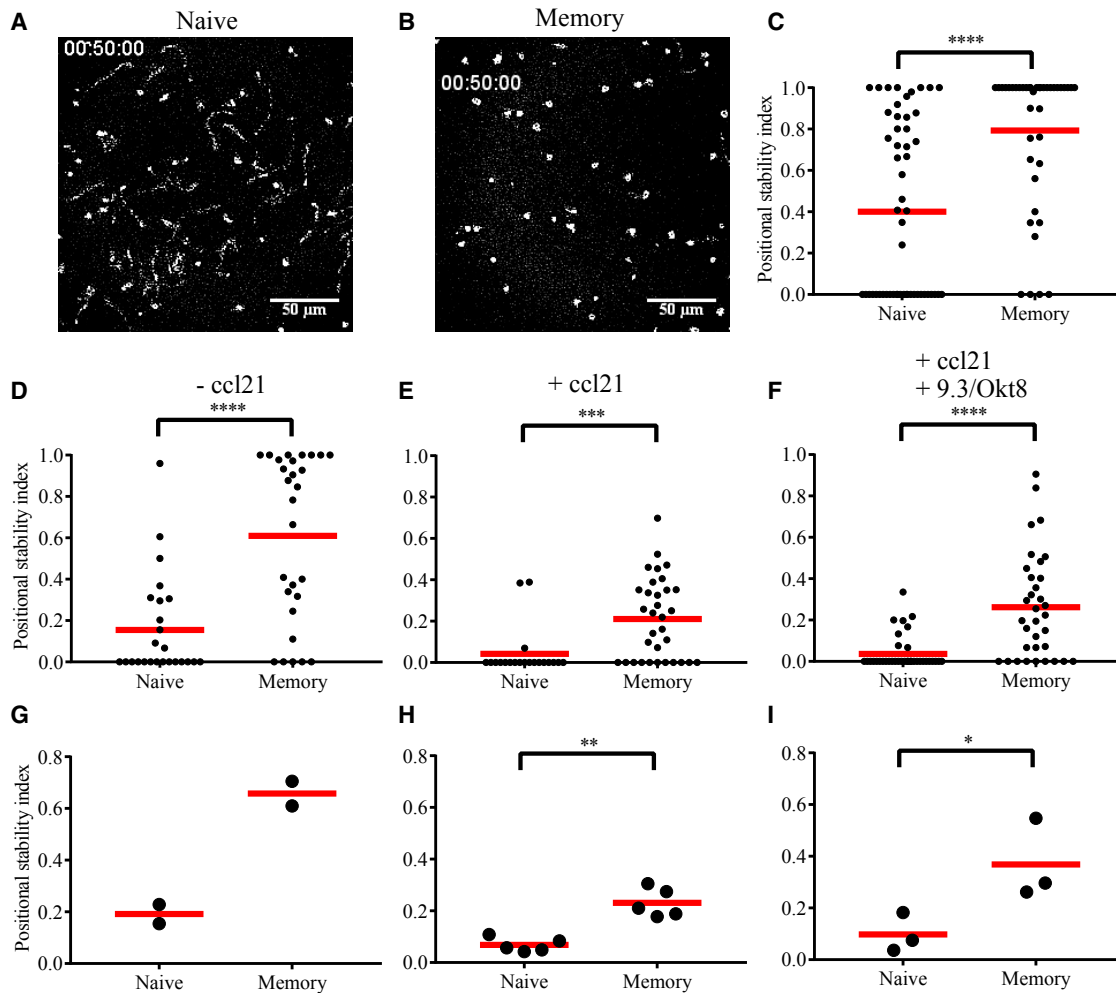 A
Naive
00:50:00
50 µm
B
Memory
00:50:00
50 µm
C
****
Positional stability index
1.0
0.8
0.6
0.4
0.2
0.0
Naive
Memory
D
- ccl21
****
Positional stability index
1.0
0.8
0.6
0.4
0.2
0.0
Naive
Memory
E
+ ccl21
***
1.0
0.8
0.6
0.4
0.2
0.0
Naive
Memory
F
+ ccl21
+ 9.3/Okt8
****
1.0
0.8
0.6
0.4
0.2
0.0
Naive
Memory
G
Positional stability index
0.8
0.6
0.4
0.2
0.0
Naive
Memory
H
**
0.8
0.6
0.4
0.2
0.0
Naive
Memory
I
*
0.8
0.6
0.4
0.2
0.0
Naive
Memory